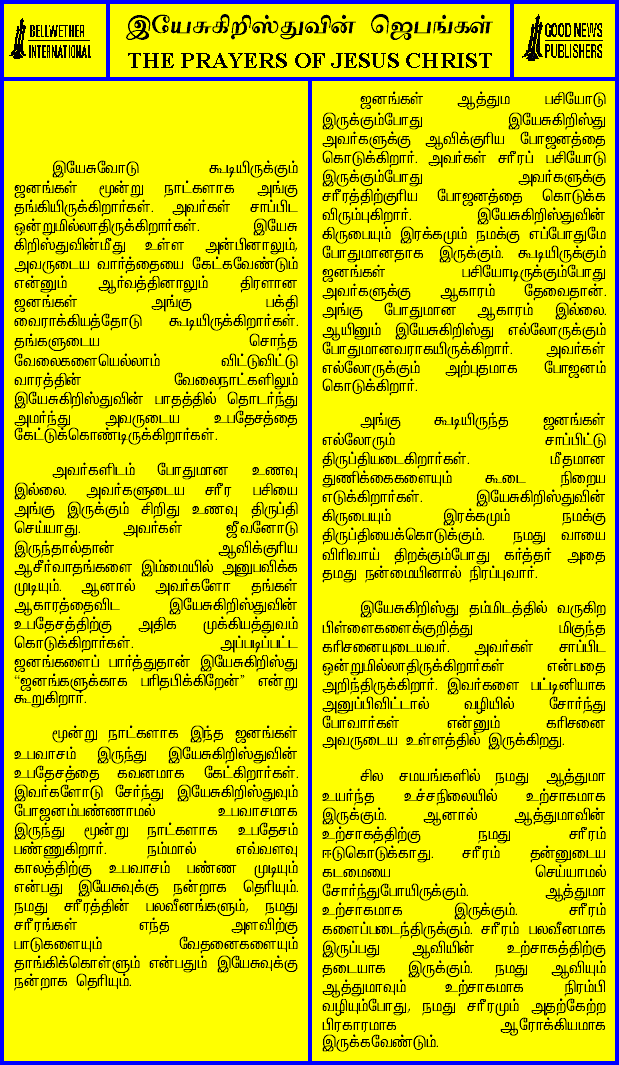 BELLWETHER
INTERNATIONAL
இயேசுகிறிஸ்துவின் ஜெபங்கள்
THE PRAYERS OF JESUS CHRIST
GOOD NEWS
PUBLISHERS
இயேசுவோடு கூடியிருக்கும்
ஜனங்கள் மூன்று நாட்களாக அங்கு
தங்கியிருக்கிறார்கள். அவர்கள் சாப்பிட
ஒன்றுமில்லாதிருக்கிறார்கள். இயேசு
கிறிஸ்துவின்மீது உள்ள அன்பினாலும்,
அவருடைய வார்த்தையை கேட்கவேண்டும்
என்னும் ஆர்வத்தினாலும் திரளான
ஜனங்கள் அங்கு பக்தி
வைராக்கியத்தோடு கூடியிருக்கிறார்கள்.
தங்களுடைய சொந்த
வேலைகளையெல்லாம் விட்டுவிட்டு
வாரத்தின் வேலைநாட்களிலும்
இயேசுகிறிஸ்துவின் பாதத்தில் தொடர்ந்து
அமர்ந்து அவருடைய உபதேசத்தை
கேட்டுக்கொண்டிருக்கிறார்கள்.
அவர்களிடம் போதுமான உணவு
இல்லை. அவர்களுடைய சரீர பசியை
அங்கு இருக்கும் சிறிது உணவு திருப்தி
செய்யாது. அவர்கள் ஜீவனோடு
இருந்தால்தான் ஆவிக்குரிய
ஆசீர்வாதங்களை இம்மையில் அனுபவிக்க
முடியும். ஆனால் அவர்களோ தங்கள்
ஆகாரத்தைவிட இயேசுகிறிஸ்துவின்
உபதேசத்திற்கு அதிக முக்கியத்துவம்
கொடுக்கிறார்கள். அப்படிப்பட்ட
ஜனங்களைப் பார்த்துதான் இயேசுகிறிஸ்து
“ஜனங்களுக்காக பரிதபிக்கிறேன்” என்று
கூறுகிறார்.
மூன்று நாட்களாக இந்த ஜனங்கள்
உபவாசம் இருந்து இயேசுகிறிஸ்துவின்
உபதேசத்தை கவனமாக கேட்கிறார்கள்.
இவர்களோடு சேர்ந்து இயேசுகிறிஸ்துவும்
போஜனம்பண்ணாமல் உபவாசமாக
இருந்து மூன்று நாட்களாக உபதேசம்
பண்ணுகிறார். நம்மால் எவ்வளவு
காலத்திற்கு உபவாசம் பண்ண முடியும்
என்பது இயேசுவுக்கு நன்றாக தெரியும்.
நமது சரீரத்தின் பலவீனங்களும், நமது
சரீரங்கள் எந்த அளவிற்கு
பாடுகளையும் வேதனைகளையும்
தாங்கிக்கொள்ளும் என்பதும் இயேசுவுக்கு
நன்றாக தெரியும்.
ஜனங்கள் ஆத்தும பசியோடு
இருக்கும்போது இயேசுகிறிஸ்து
அவர்களுக்கு ஆவிக்குரிய போஜனத்தை
கொடுக்கிறார். அவர்கள் சரீரப் பசியோடு
இருக்கும்போது அவர்களுக்கு
சரீரத்திற்குரிய போஜனத்தை கொடுக்க
விரும்புகிறார். இயேசுகிறிஸ்துவின்
கிருபையும் இரக்கமும் நமக்கு எப்போதுமே
போதுமானதாக இருக்கும். கூடியிருக்கும்
ஜனங்கள் பசியோடிருக்கும்போது
அவர்களுக்கு ஆகாரம் தேவைதான்.
அங்கு போதுமான ஆகாரம் இல்லை.
ஆயினும் இயேசுகிறிஸ்து எல்லோருக்கும்
போதுமானவராகயிருக்கிறார். அவர்கள்
எல்லோருக்கும் அற்புதமாக போஜனம்
கொடுக்கிறார்.
அங்கு கூடியிருந்த ஜனங்கள்
எல்லோரும் சாப்பிட்டு
திருப்தியடைகிறார்கள். மீதமான
துணிக்கைகளையும் கூடை நிறைய
எடுக்கிறார்கள். இயேசுகிறிஸ்துவின்
கிருபையும் இரக்கமும் நமக்கு
திருப்தியைக்கொடுக்கும். நமது வாயை
விரிவாய் திறக்கும்போது கர்த்தர் அதை
தமது நன்மையினால் நிரப்புவார்.
இயேசுகிறிஸ்து தம்மிடத்தில் வருகிற
பிள்ளைகளைக்குறித்து மிகுந்த
கரிசனையுடையவர். அவர்கள் சாப்பிட
ஒன்றுமில்லாதிருக்கிறார்கள் என்பதை
அறிந்திருக்கிறார். இவர்களை பட்டினியாக
அனுப்பிவிட்டால் வழியில் சோர்ந்து
போவார்கள் என்னும் கரிசனை
அவருடைய உள்ளத்தில் இருக்கிறது.
சில சமயங்களில் நமது ஆத்துமா
உயர்ந்த உச்சநிலையில் உற்சாகமாக
இருக்கும். ஆனால் ஆத்துமாவின்
உற்சாகத்திற்கு நமது சரீரம்
ஈடுகொடுக்காது. சரீரம் தன்னுடைய
கடமையை செய்யாமல்
சோர்ந்துபோயிருக்கும். ஆத்துமா
உற்சாகமாக இருக்கும். சரீரம்
களைப்படைந்திருக்கும். சரீரம் பலவீனமாக
இருப்பது ஆவியின் உற்சாகத்திற்கு
தடையாக இருக்கும். நமது ஆவியும்
ஆத்துமாவும் உற்சாகமாக நிரம்பி
வழியும்போது, நமது சரீரமும் அதற்கேற்ற
பிரகாரமாக ஆரோக்கியமாக
இருக்கவேண்டும்.